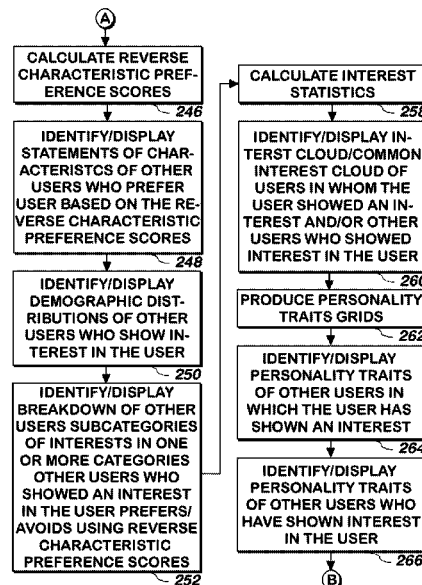 A
CALCULATE REVERSE
CHARACTERISTIC PREF-
ERENCE SCORES
246
IDENTIFY/DISPLAY
STATEMENTS OF CHAR-
ACTERISTCS OF OTHER
USERS WHO PREFER
USER BASED ON THE RE-
VERSE CHARACTERISTIC
PREFERENCE SCORES
248
IDENTIFY/DISPLAY
DEMOGRAPHIC DIST-
RIBUTIONS OF OTHER
USERS WHO SHOW IN-
TEREST IN THE USER
250
IDENTIFY/DISPLAY
BREAKDOWN OF OTHER
USERS SUBCATEGORIES
OF INTERESTS IN ONE
OR MORE CATEGORIES
OTHER USERS WHO
SHOWED AN INTEREST
IN THE USER PREFERS/
AVOIDS USING REVERSE
CHARACTERISTIC
PREFERENCE SCORES
252
CALCULATE INTEREST
STATISTICS
258
IDENTIFY/DISPLAY IN-
TERST CLOUD/COMMON
INTEREST CLOUD OF
USERS IN WHOM THE
USER SHOWED AN IN-
TEREST AND/OR OTHER
USERS WHO SHOWED
INTEREST IN THE USER
260
PRODUCE PERSONALITY
TRAITS GRIDS
262
IDENTIFY/DISPLAY
PERSONALITY TRAITS
OF OTHER USERS IN
WHICH THE USER HAS
SHOWN AN INTEREST
264
IDENTIFY/DISPLAY
PERSONALITY TRAITS
OF OTHER USERS WHO
HAVE SHOWN INTEREST
IN THE USER
266
B